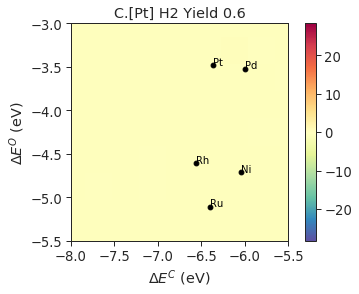 C.[Pt] H2 Yield 0.6
−3.0
−3.5
−4.0
−4.5
−5.0
−5.5
ΔE^O (eV)
Pt
Pd
Rh
Ni
Ru
−8.0 −7.5 −7.0 −6.5 −6.0 −5.5
ΔE^C (eV)
20
10
0
−10
−20